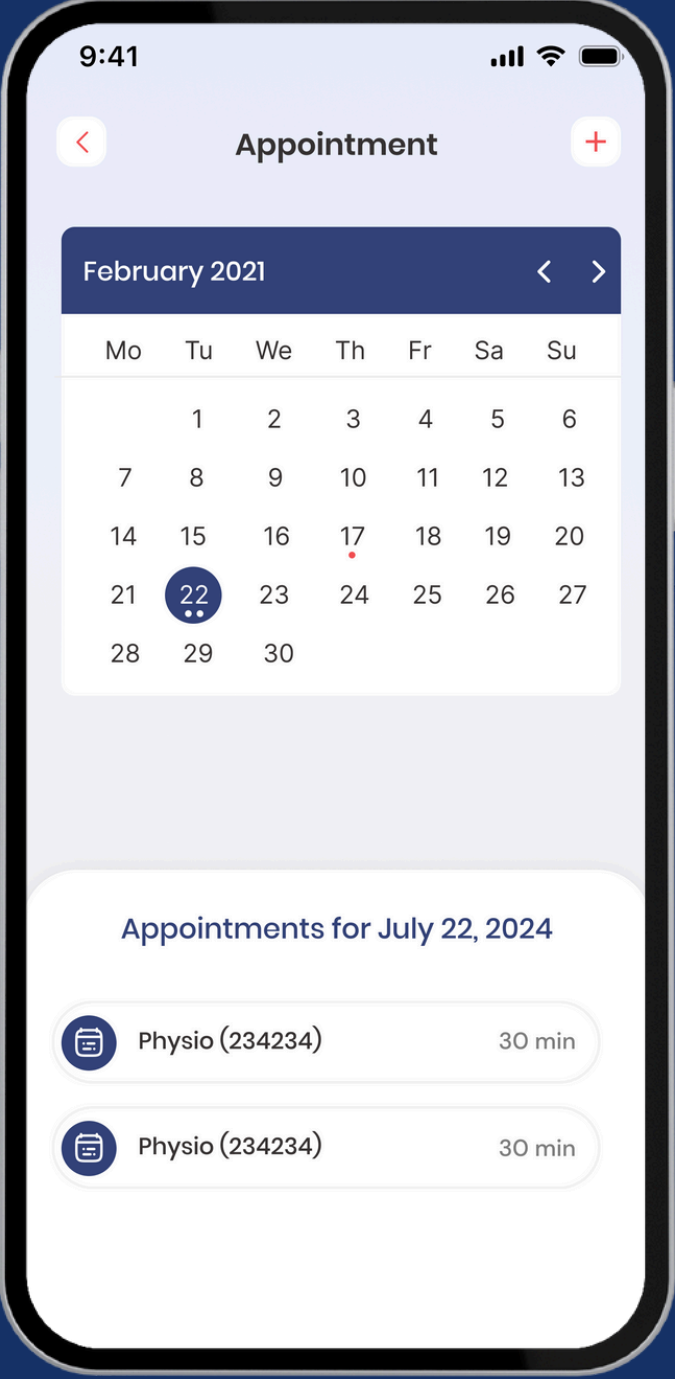 9:41
Appointment
February 2021
Mo Tu We Th Fr Sa Su
1 2 3 4 5 6
7 8 9 10 11 12 13
14 15 16 17 18 19 20
21 22 23 24 25 26 27
28 29 30
Appointments for July 22, 2024
Physio (234234) 30 min
Physio (234234) 30 min